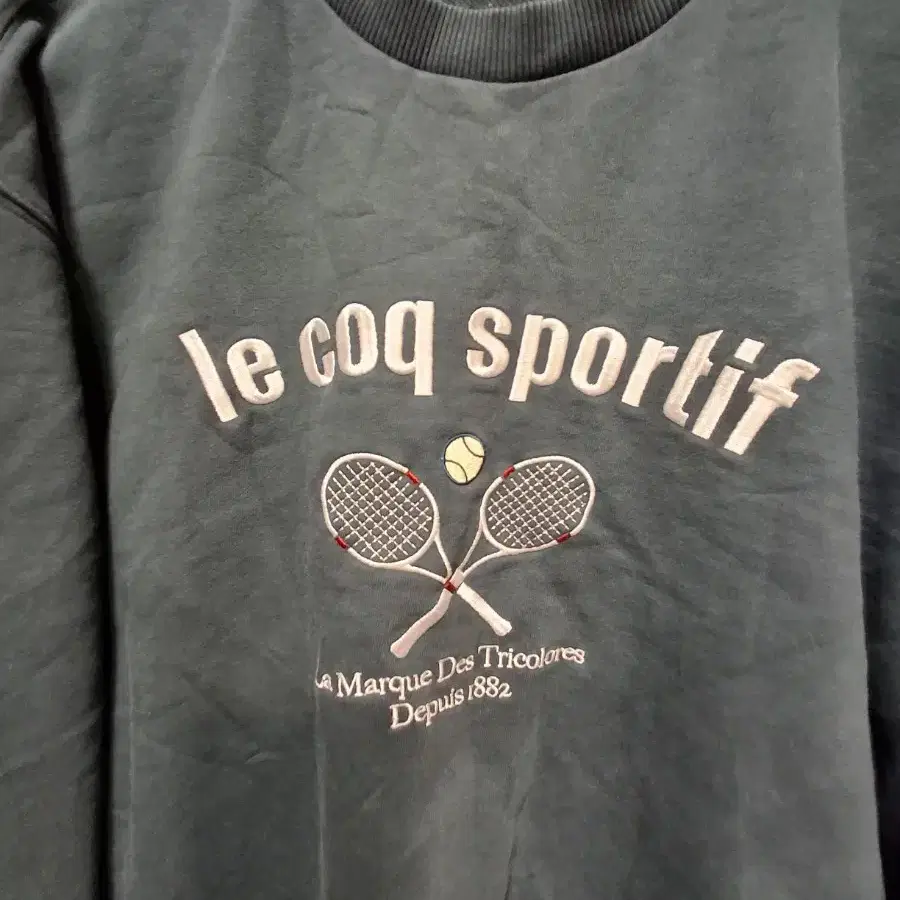 le coq sportif
La Marque Des Tricolores
Depuis 1882